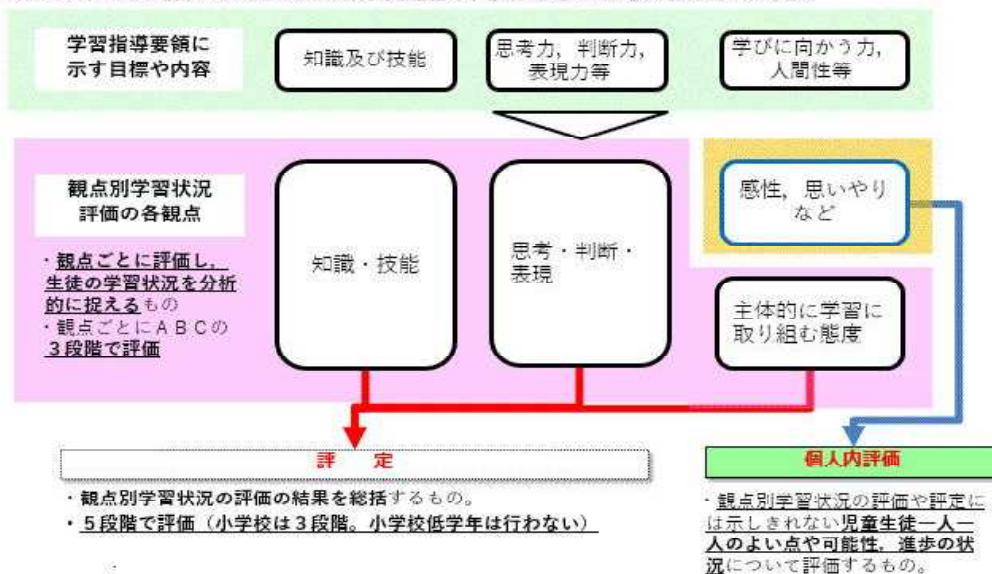 学習指導要領に
示す目標や内容
知識及び技能
思考力，判断力，
表現力等
学びに向かう力，
人間性等
観点別学習状況
評価の各観点
・観点ごとに評価し，
生徒の学習状況を分析
的に捉えるもの
・観点ごとにＡＢＣの
３段階で評価
知識・技能
思考・判断・
表現
感性，思いやり
など
主体的に学習に
取り組む態度
評　定
・観点別学習状況の評価の結果を総括するもの。
・５段階で評価（小学校は３段階。小学校低学年は行わない）
個人内評価
・観点別学習状況の評価や評定に
は示しきれない児童生徒一人一
人のよい点や可能性，進歩の状
況について評価するもの。